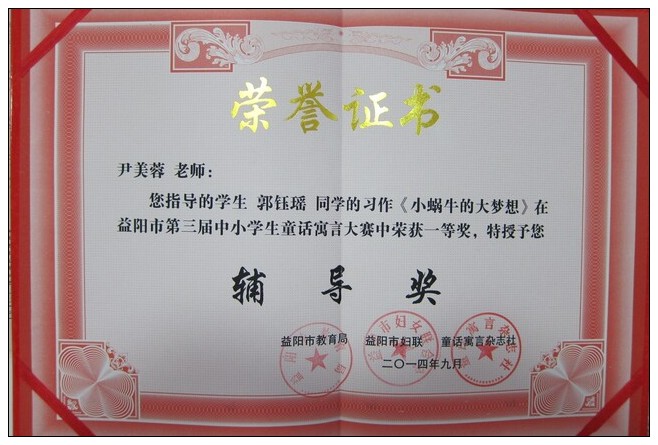 荣誉证书
尹美蓉 老师：
您指导的学生 郭钰瑶 同学的习作《小蜗牛的大梦想》在
益阳市第三届中小学生童话寓言大赛中荣获一等奖，特授予您
辅导奖
益阳市教育局 益阳市妇联 童话寓言杂志社
二〇一四年九月